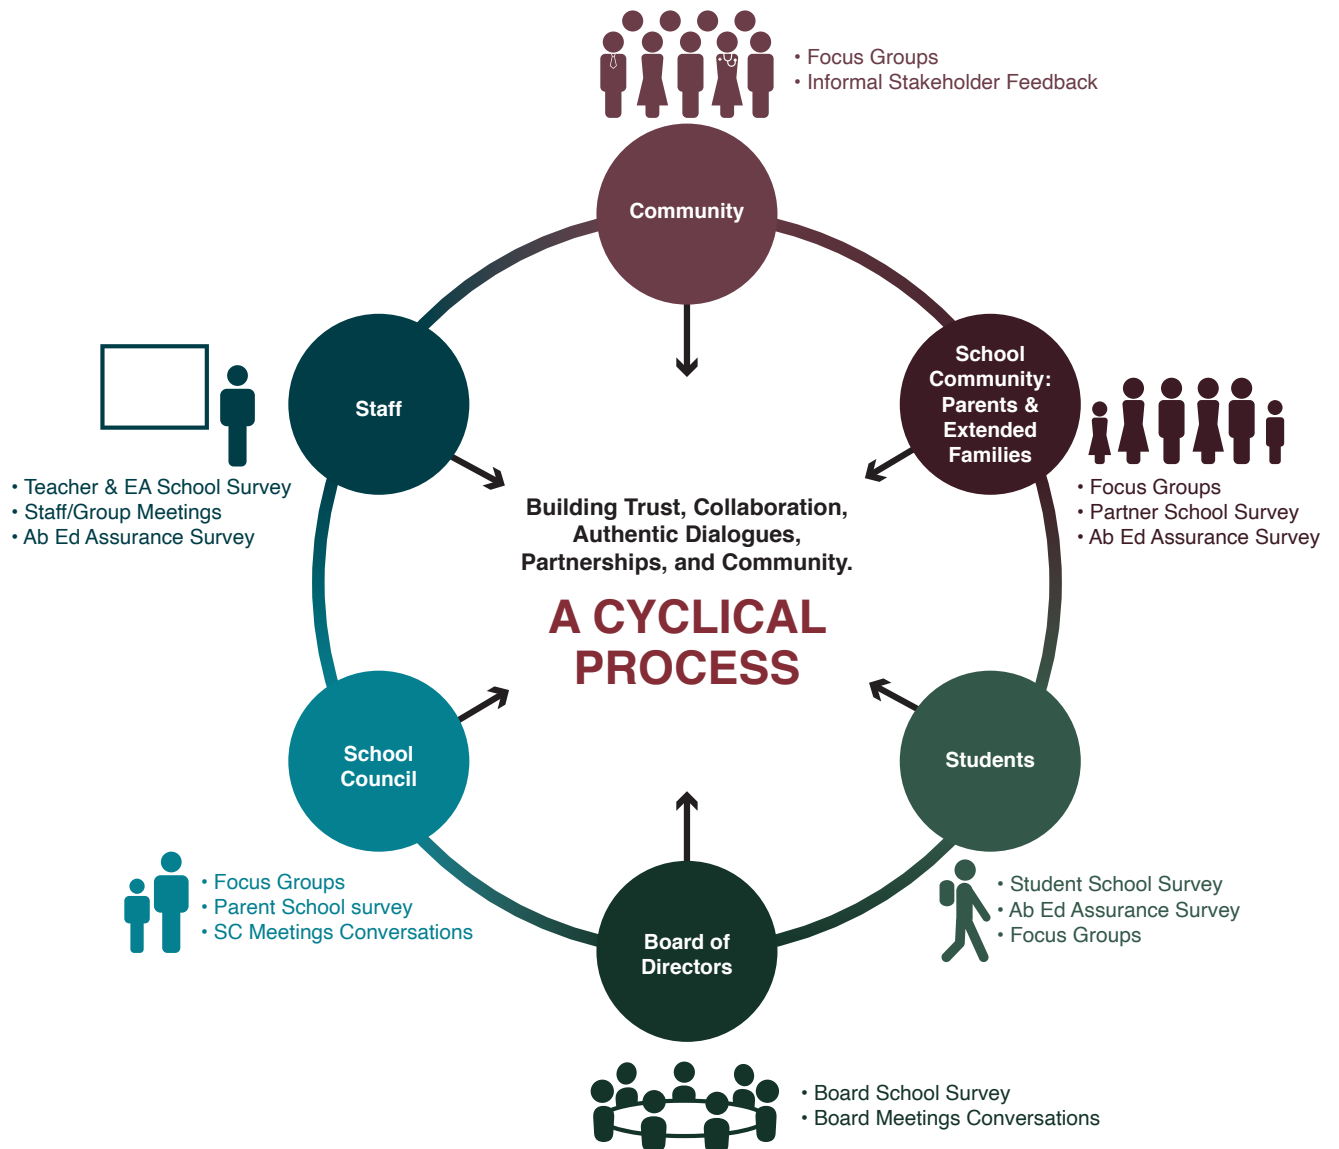 • Focus Groups
• Informal Stakeholder Feedback
Community
School
Community:
Parents &
Extended
Families
• Focus Groups
• Partner School Survey
• Ab Ed Assurance Survey
Staff
• Teacher & EA School Survey
• Staff/Group Meetings
• Ab Ed Assurance Survey
Building Trust, Collaboration,
Authentic Dialogues,
Partnerships, and Community.
A CYCLICAL
PROCESS
School
Council
• Focus Groups
• Parent School survey
• SC Meetings Conversations
Students
• Student School Survey
• Ab Ed Assurance Survey
• Focus Groups
Board of
Directors
• Board School Survey
• Board Meetings Conversations